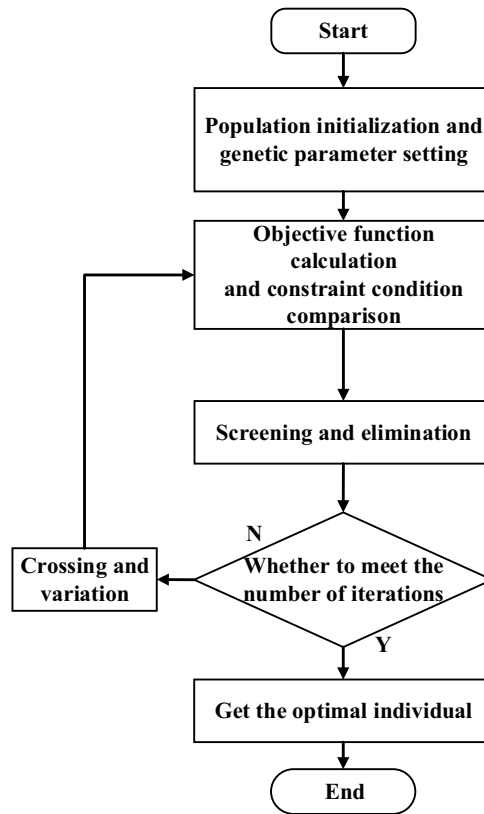 Start
Population initialization and
genetic parameter setting
Objective function
calculation
and constraint condition
comparison
Screening and elimination
N
Whether to meet the
number of iterations
Crossing and
variation
Y
Get the optimal individual
End